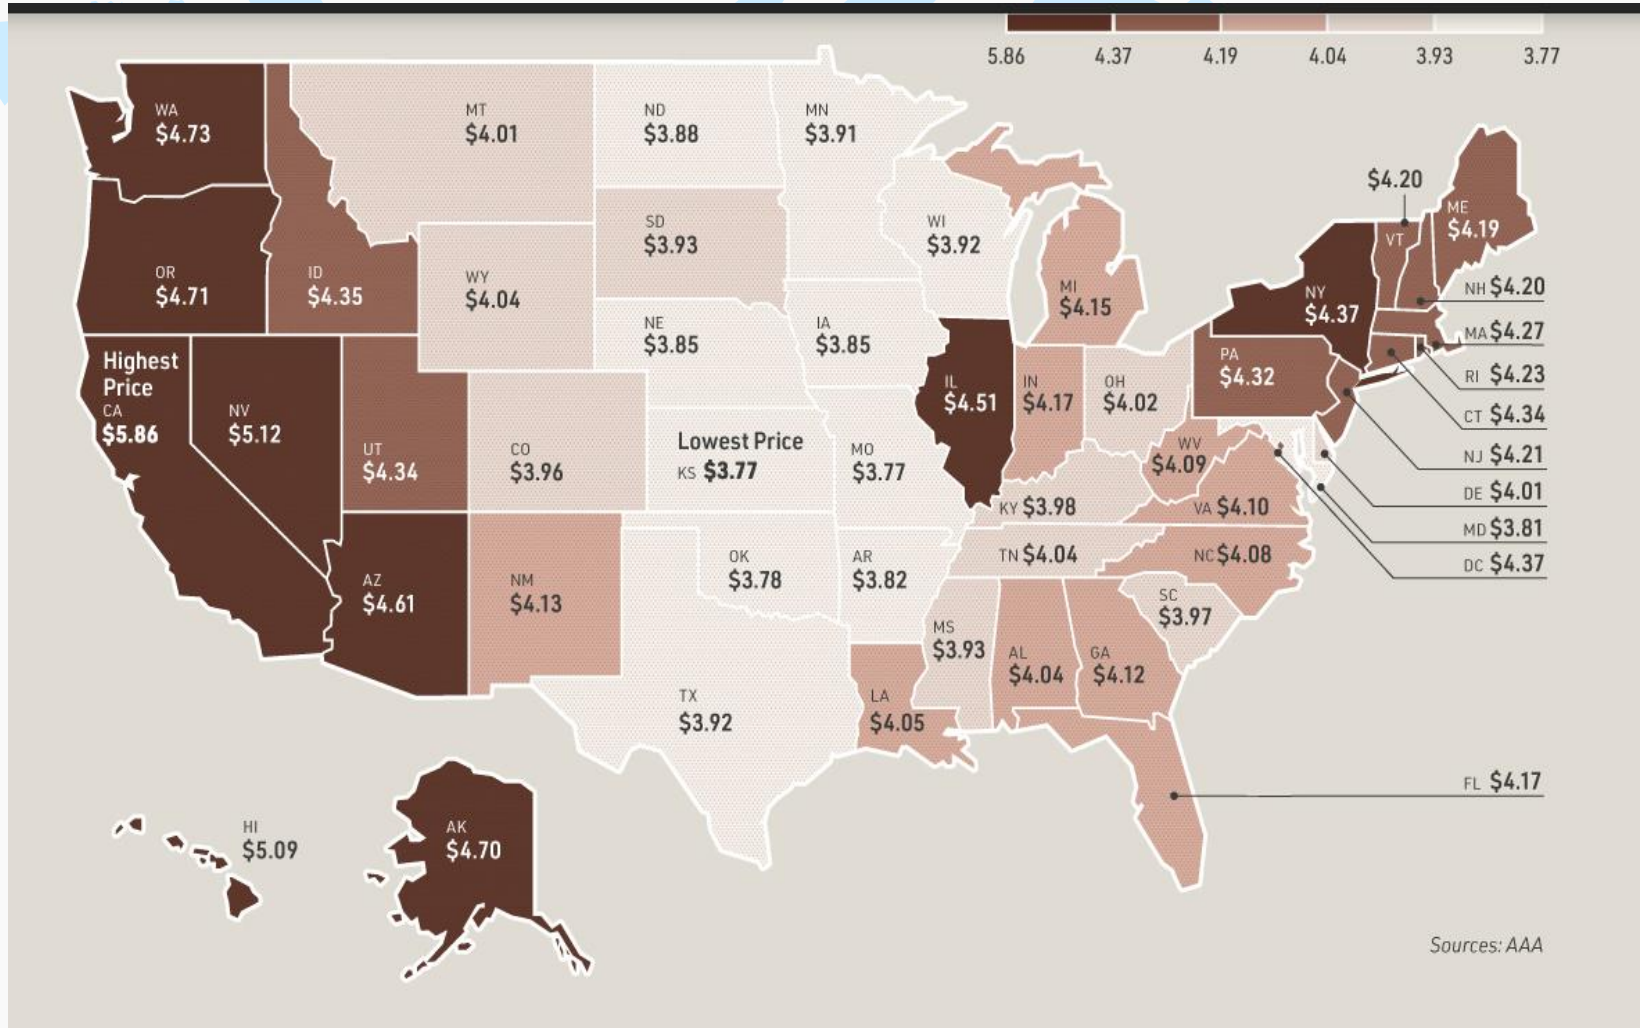 5.86 4.37 4.19 4.04 3.93 3.77
WA
$4.73
MT
$4.01
ND
$3.88
MN
$3.91
OR
$4.71
ID
$4.35
WY
$4.04
SD
$3.93
WI
$3.92
MI
$4.15
$4.20
VT
ME
$4.19
NY
$4.37
NH $4.20
MA $4.27
RI $4.23
CT $4.34
NJ $4.21
DE $4.01
MD $3.81
DC $4.37
Highest
Price
CA
$5.86
NV
$5.12
UT
$4.34
CO
$3.96
NE
$3.85
IA
$3.85
Lowest Price
KS $3.77
MO
$3.77
IL
$4.51
IN
$4.17
OH
$4.02
PA
$4.32
WV
$4.09
KY $3.98
VA $4.10
TN $4.04
NC $4.08
AZ
$4.61
NM
$4.13
OK
$3.78
AR
$3.82
SC
$3.97
MS
$3.93
AL
$4.04
GA
$4.12
TX
$3.92
LA
$4.05
FL $4.17
HI
$5.09
AK
$4.70
Sources: AAA